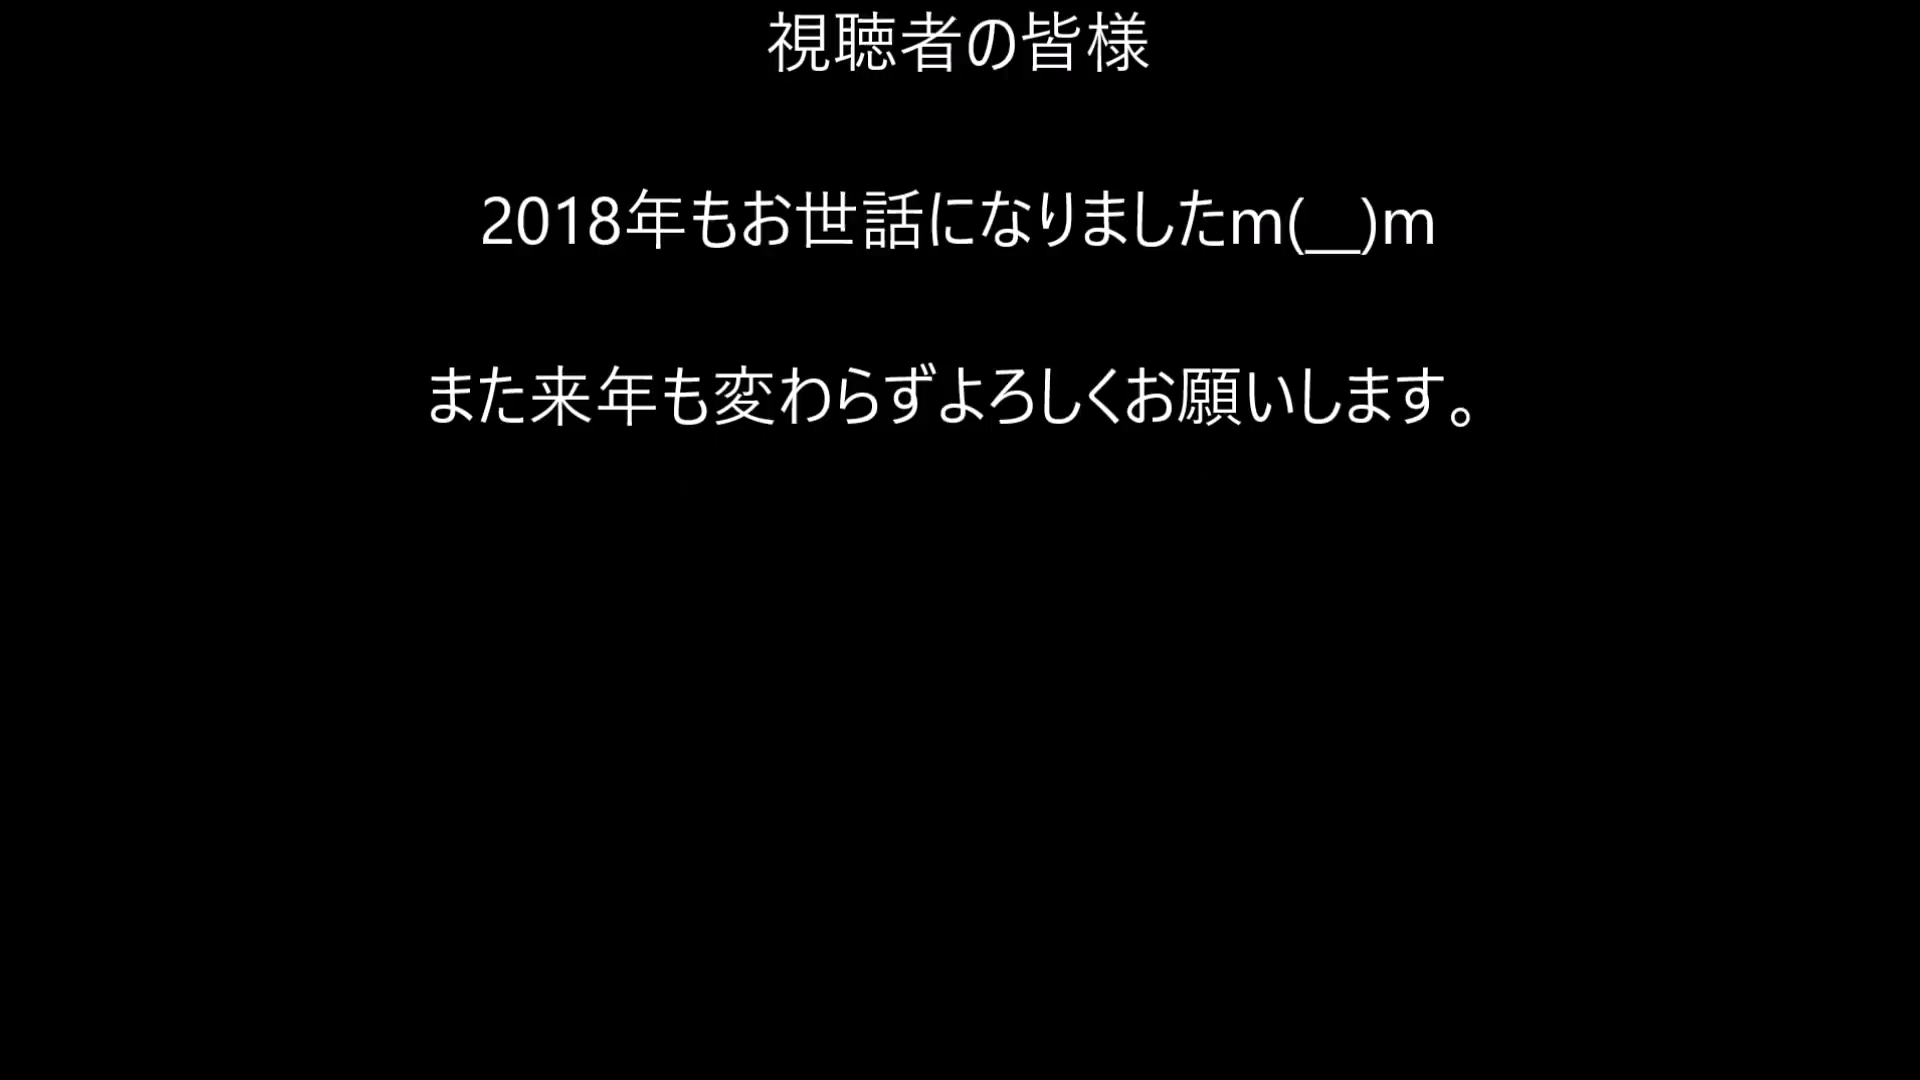 視聴者の皆様
2018年もお世話になりましたm(__)m
また来年も変わらずよろしくお願いします。